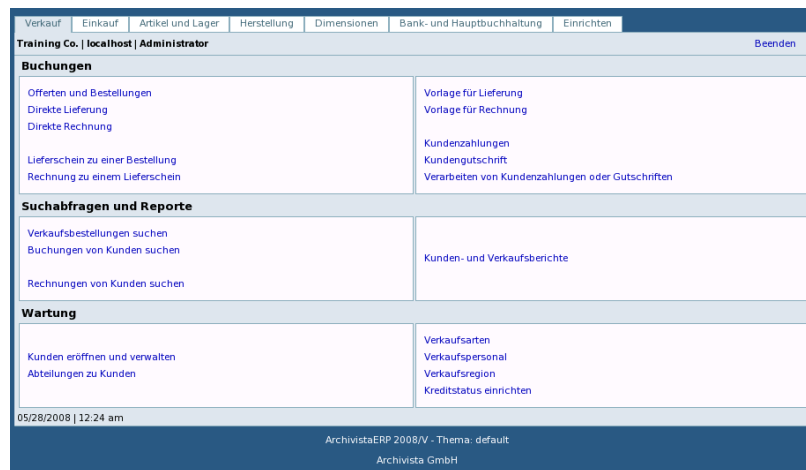 Verkauf Einkauf Artikel und Lager Herstellung Dimensionen Bank- und Hauptbuchhaltung Einrichten
Training Co. | localhost | Administrator Beenden
Buchungen
Offerten und Bestellungen
Direkte Lieferung
Direkte Rechnung
Lieferschein zu einer Bestellung
Rechnung zu einem Lieferschein
Vorlage für Lieferung
Vorlage für Rechnung
Kundenzahlungen
Kundengutschrift
Verarbeiten von Kundenzahlungen oder Gutschriften
Suchabfragen und Reporte
Verkaufsbestellungen suchen
Buchungen von Kunden suchen
Rechnungen von Kunden suchen
Kunden- und Verkaufsberichte
Wartung
Kunden eröffnen und verwalten
Abteilungen zu Kunden
Verkaufsarten
Verkaufspersonal
Verkaufsregion
Kreditstatus einrichten
05/28/2008 | 12:24 am
ArchivistaERP 2008/V - Thema: default
Archivista GmbH